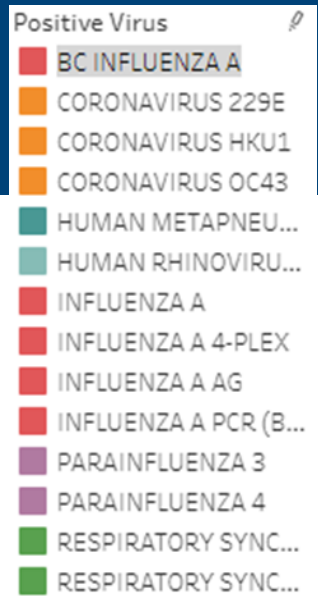 Positive Virus
BC INFLUENZA A
CORONAVIRUS 229E
CORONAVIRUS HKU1
CORONAVIRUS OC43
HUMAN METAPNEU...
HUMAN RHINOVIRU...
INFLUENZA A
INFLUENZA A 4-PLEX
INFLUENZA A AG
INFLUENZA A PCR (B...
PARAINFLUENZA 3
PARAINFLUENZA 4
RESPIRATORY SYNC...
RESPIRATORY SYNC...